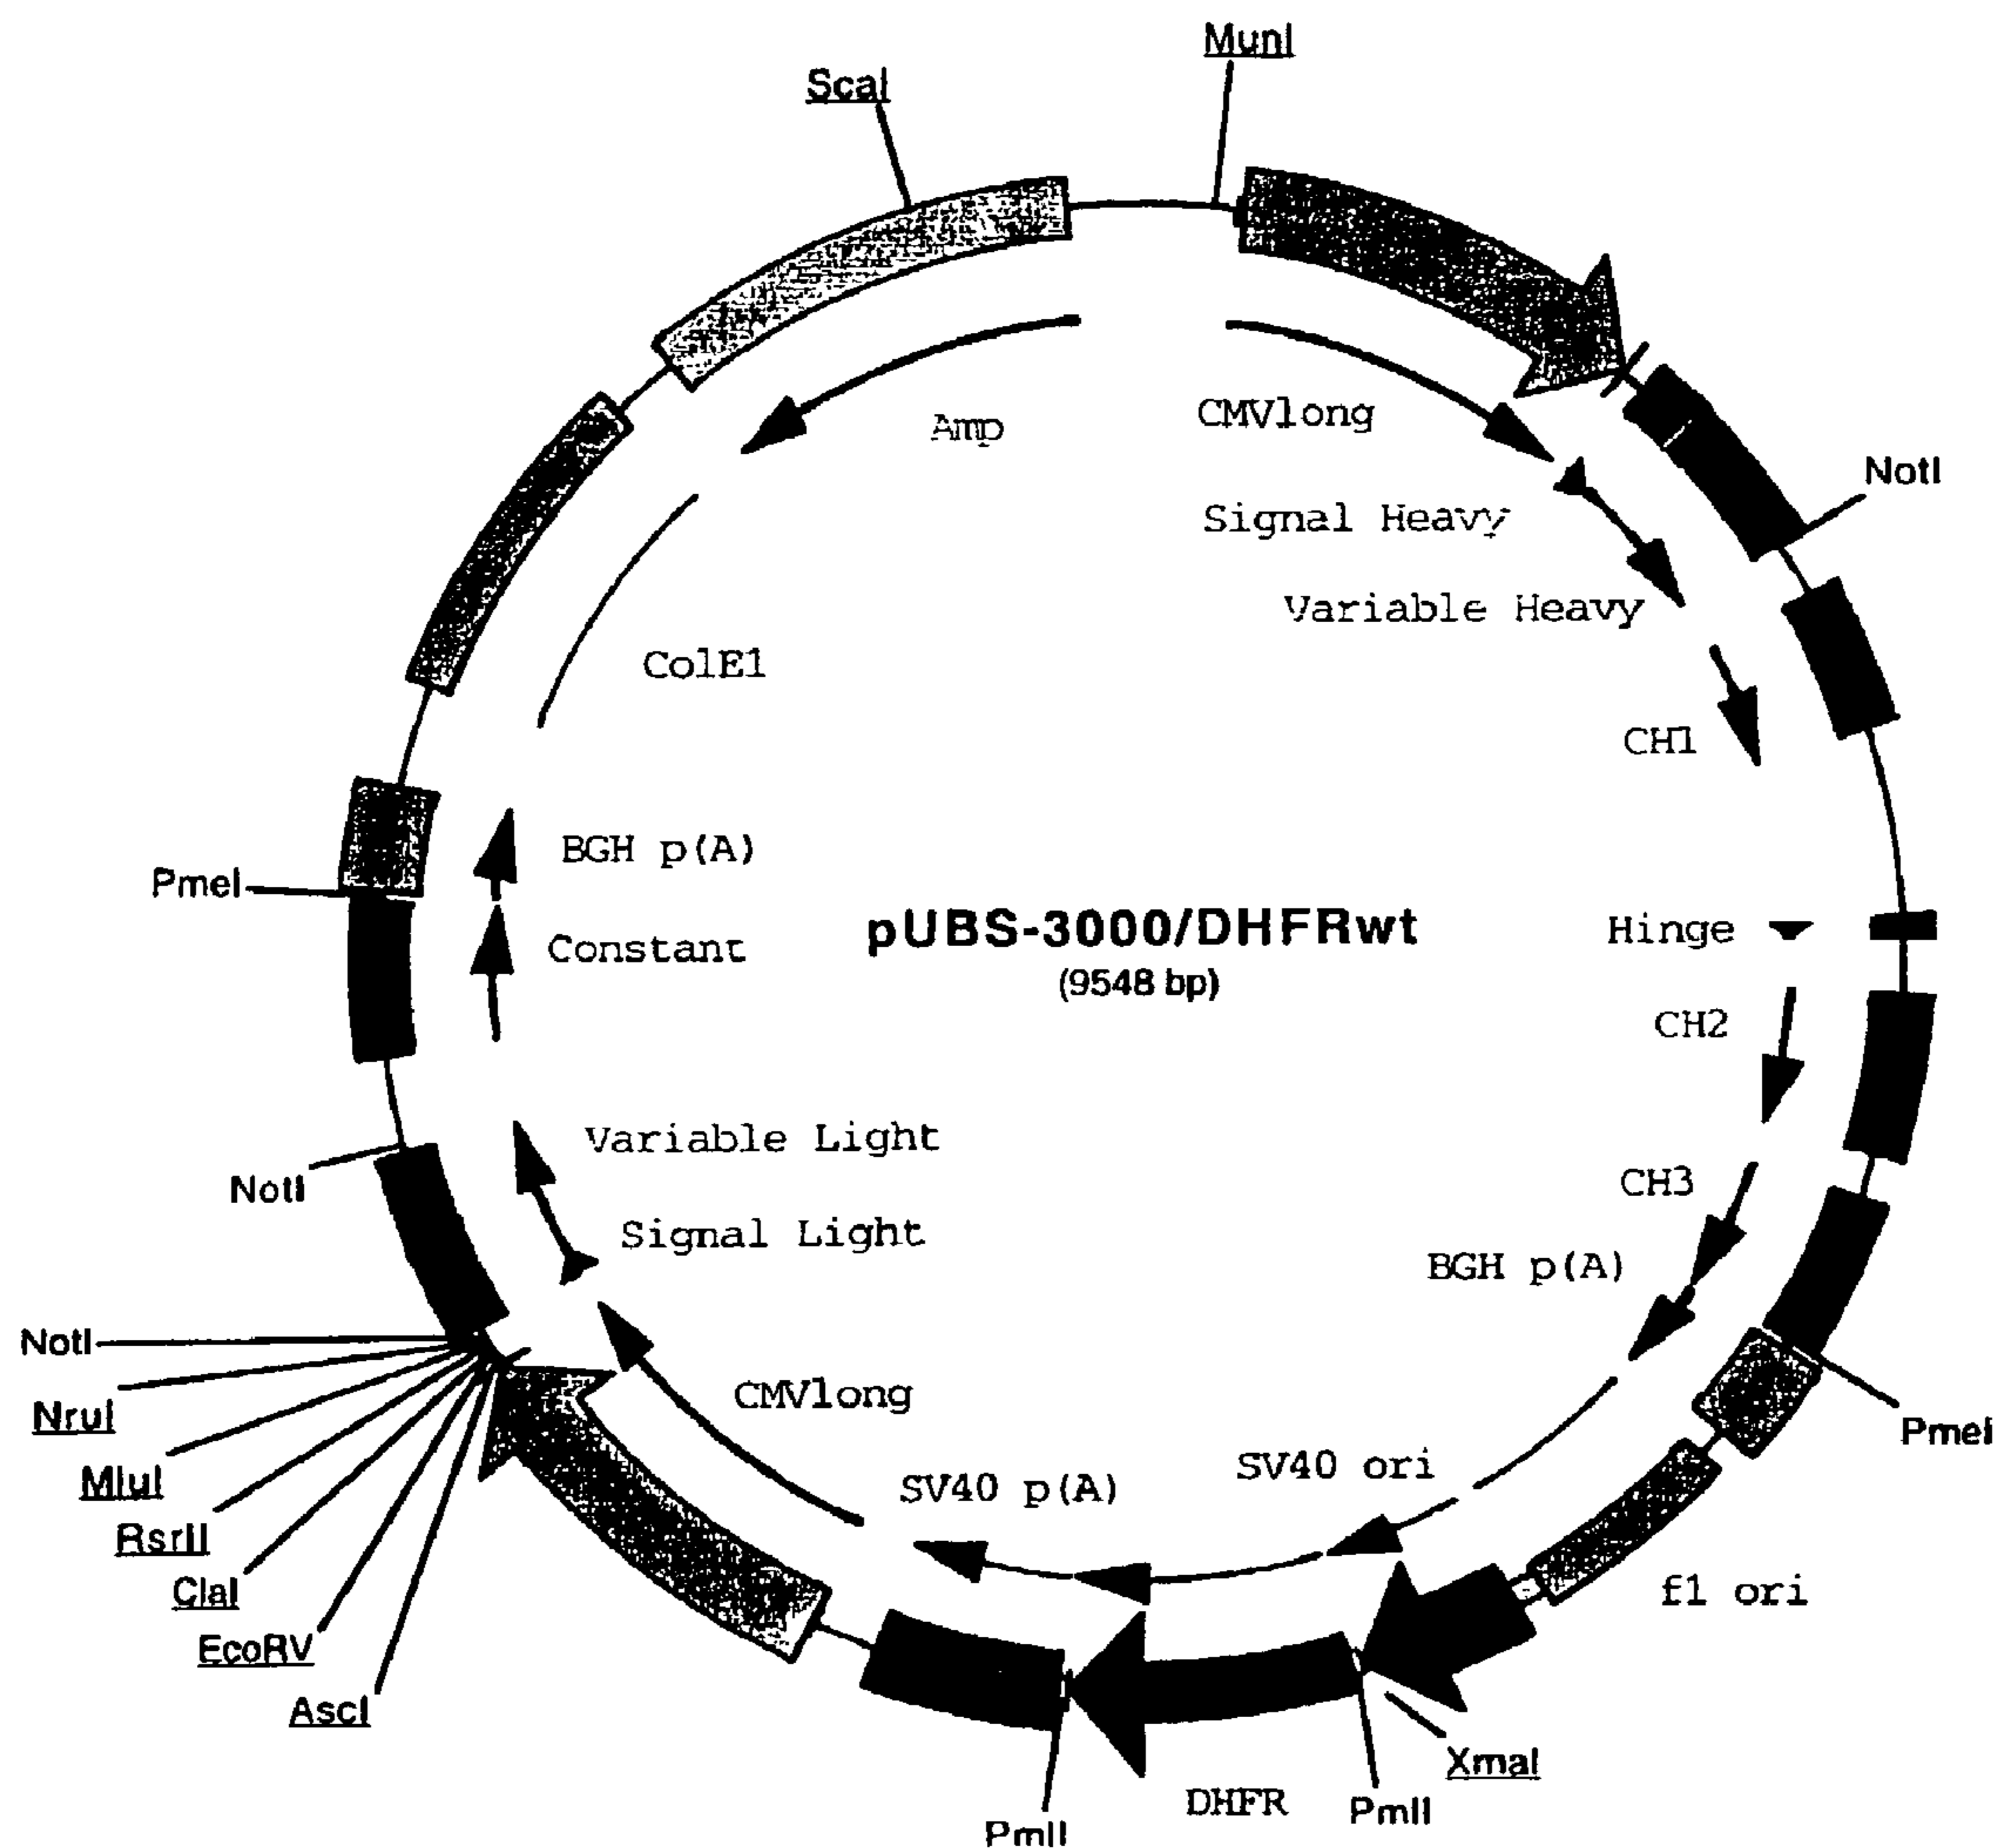 MunI
ScaI
NotI
Amp
CMVlong
Signal Heavy
Variable Heavy
ColE1
CH1
BGH p(A)
PmeI
Constant
pUBS-3000/DHFRwt
(9548 bp)
Hinge
CH2
Variable Light
NotI
CH3
Signal Light
BGH p(A)
NotI
NruI
CMVlong
PmeI
MluI
SV40 p(A)
SV40 ori
RsrII
ClaI
f1 ori
EcoRV
AscI
XmaI
DHFR
PmlI
PmlI